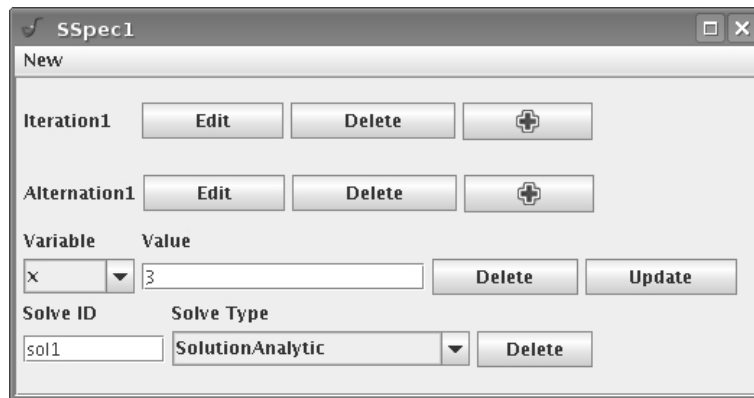 SSpec1
New
Iteration1 Edit Delete
Alternation1 Edit Delete
Variable Value
x 3 Delete Update
Solve ID Solve Type
sol1 SolutionAnalytic Delete